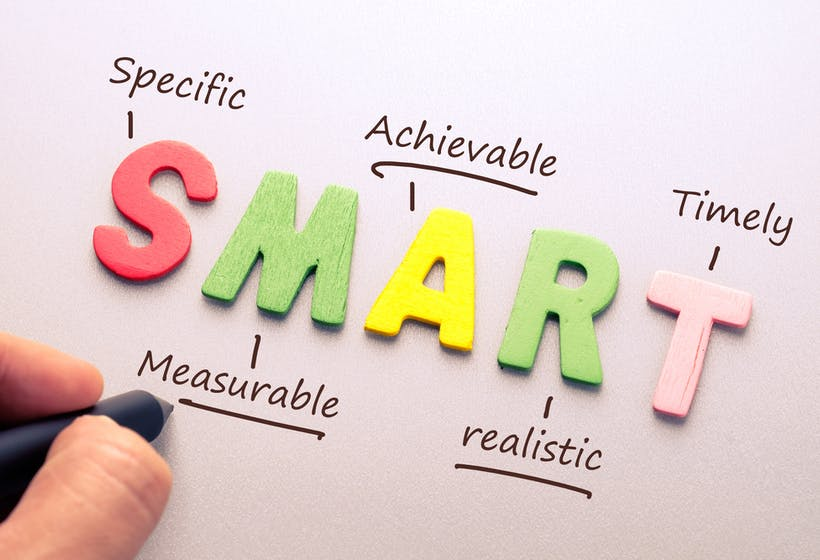 Specific
Achievable
Timely
SMART
Measurable
realistic